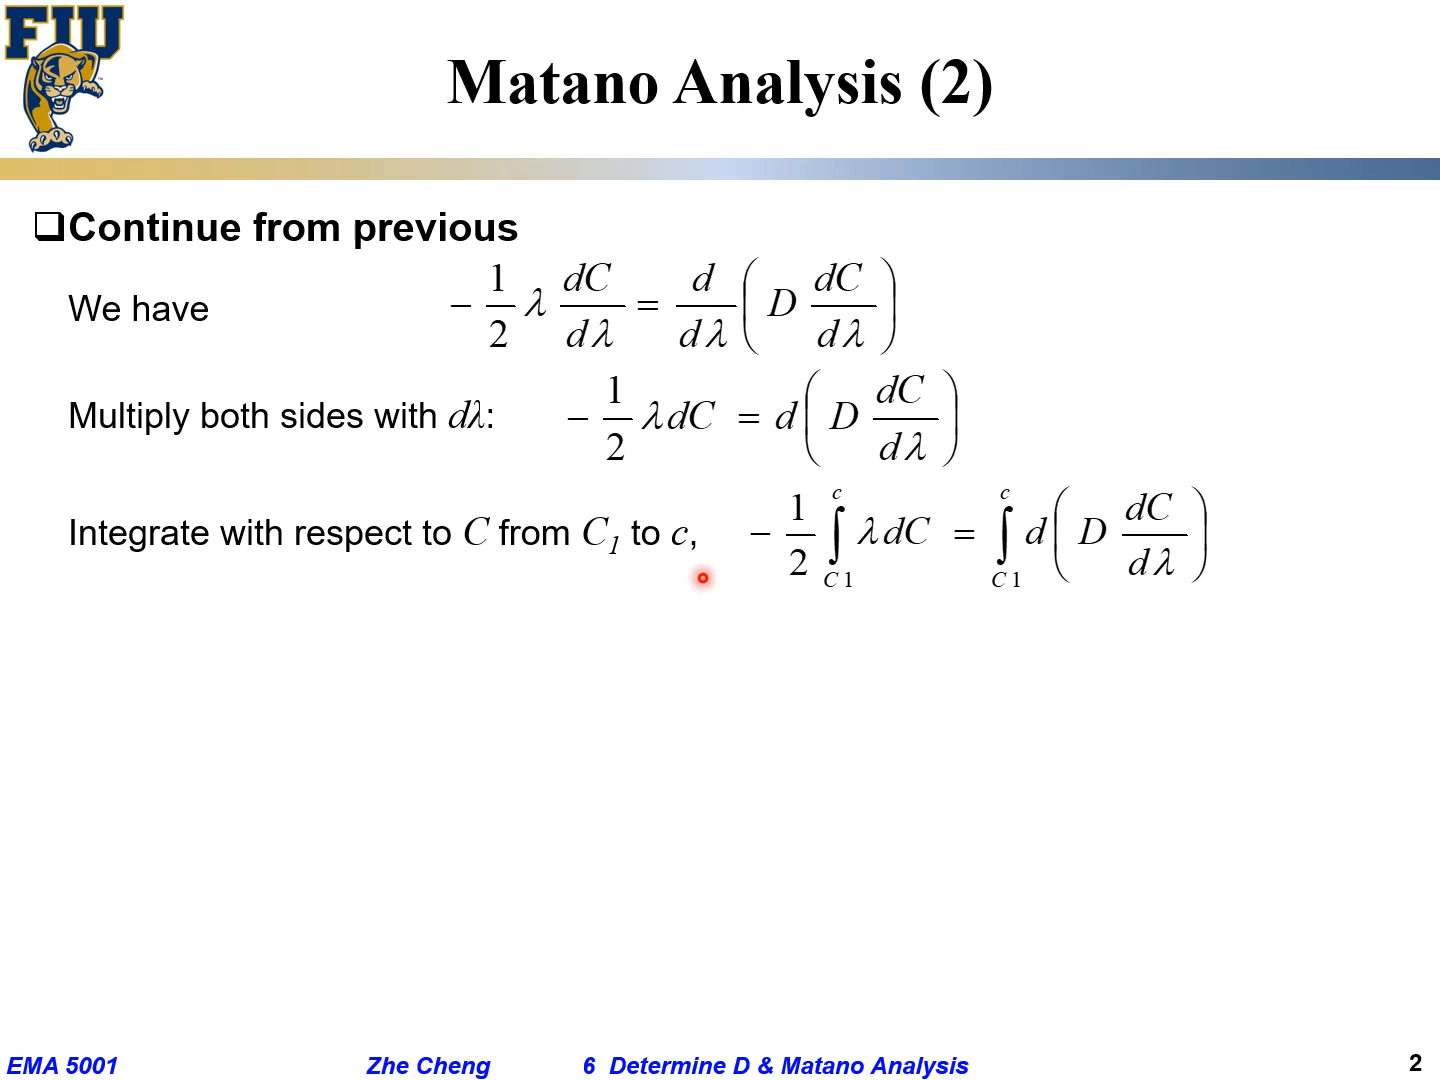 FIU
Matano Analysis (2)
❑Continue from previous
We have − 1/2 λ dC/dλ = d/dλ ( D dC/dλ )
Multiply both sides with dλ: − 1/2 λ dC = d ( D dC/dλ )
Integrate with respect to C from C₁ to c, − 1/2 ∫_{C1}^{c} λ dC = ∫_{C1}^{c} d ( D dC/dλ )
EMA 5001 Zhe Cheng 6 Determine D & Matano Analysis 2